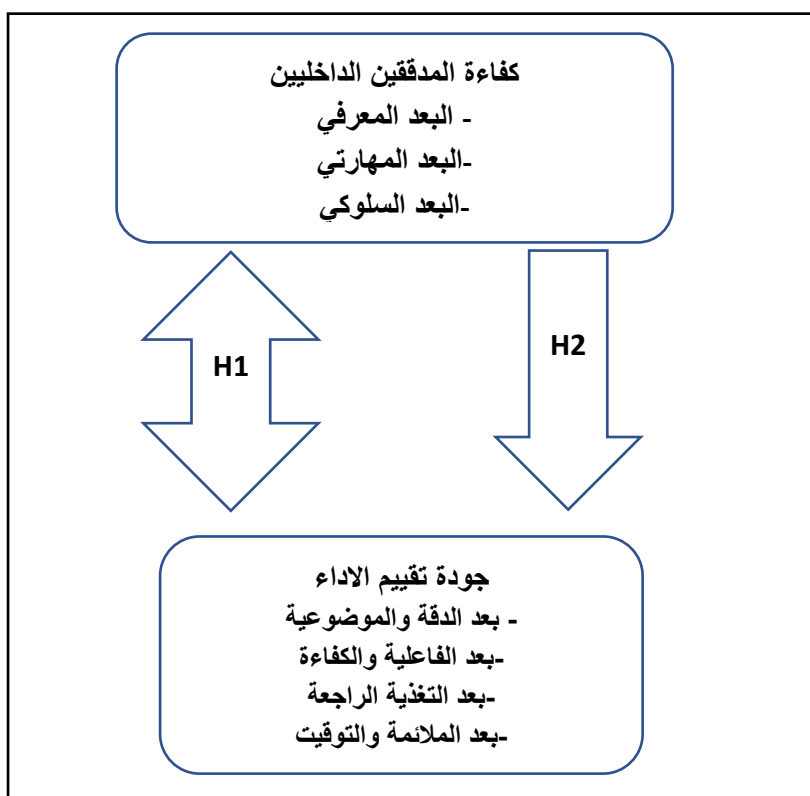 كفاءة المدققين الداخليين
- البعد المعرفي
-البعد المهارتي
-البعد السلوكي
H1
H2
جودة تقييم الاداء
- بعد الدقة والموضوعية
-بعد الفاعلية والكفاءة
-بعد التغذية الراجعة
-بعد الملائمة والتوقيت